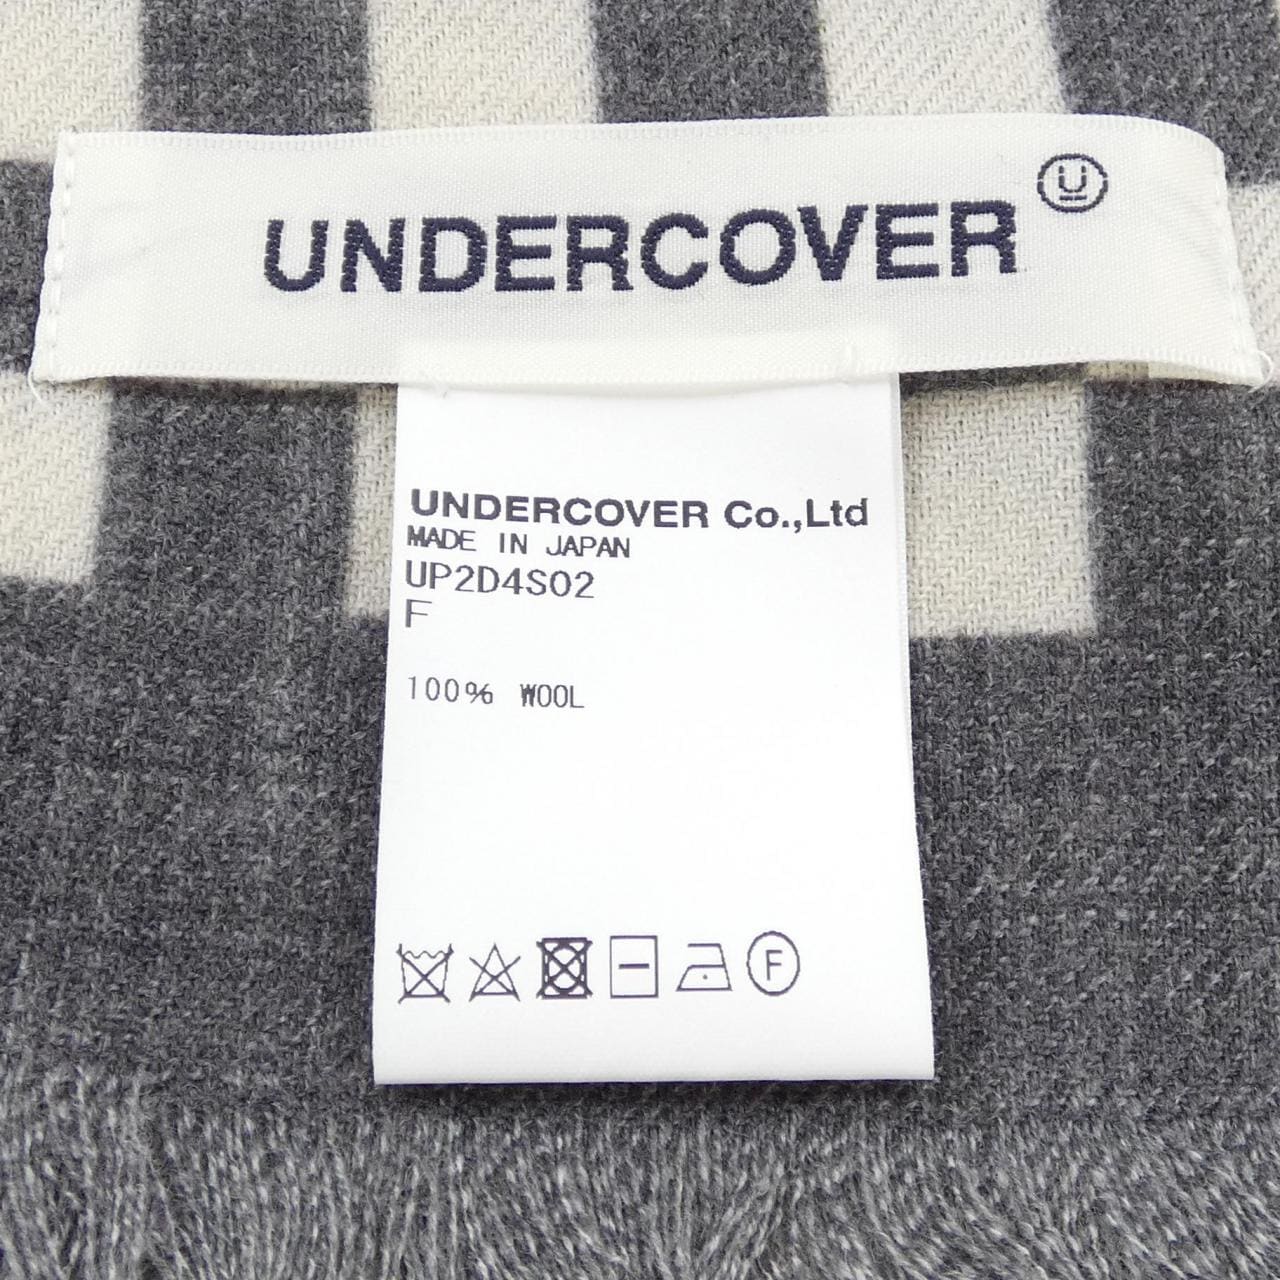 UNDERCOVER
U
UNDERCOVER Co.,Ltd
MADE IN JAPAN
UP2D4S02
F
100% WOOL
F